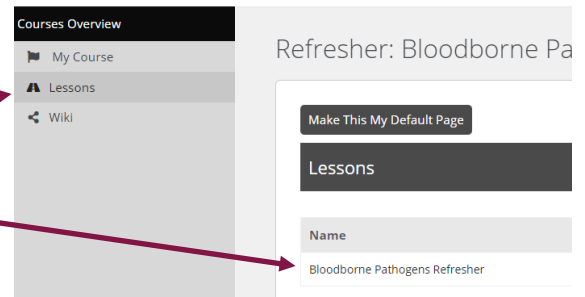 Courses Overview
My Course
Lessons
Wiki
Refresher: Bloodborne Pa
Make This My Default Page
Lessons
Name
Bloodborne Pathogens Refresher